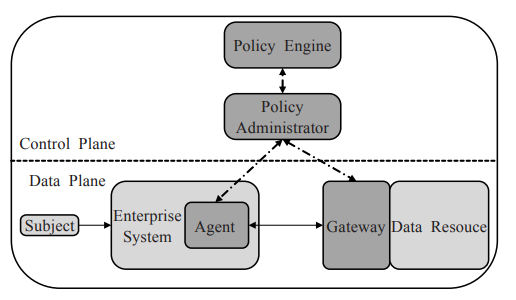 Policy Engine
Policy
Administrator
Control Plane
Data Plane
Subject
Enterprise
System
Agent
Gateway
Data Resouce